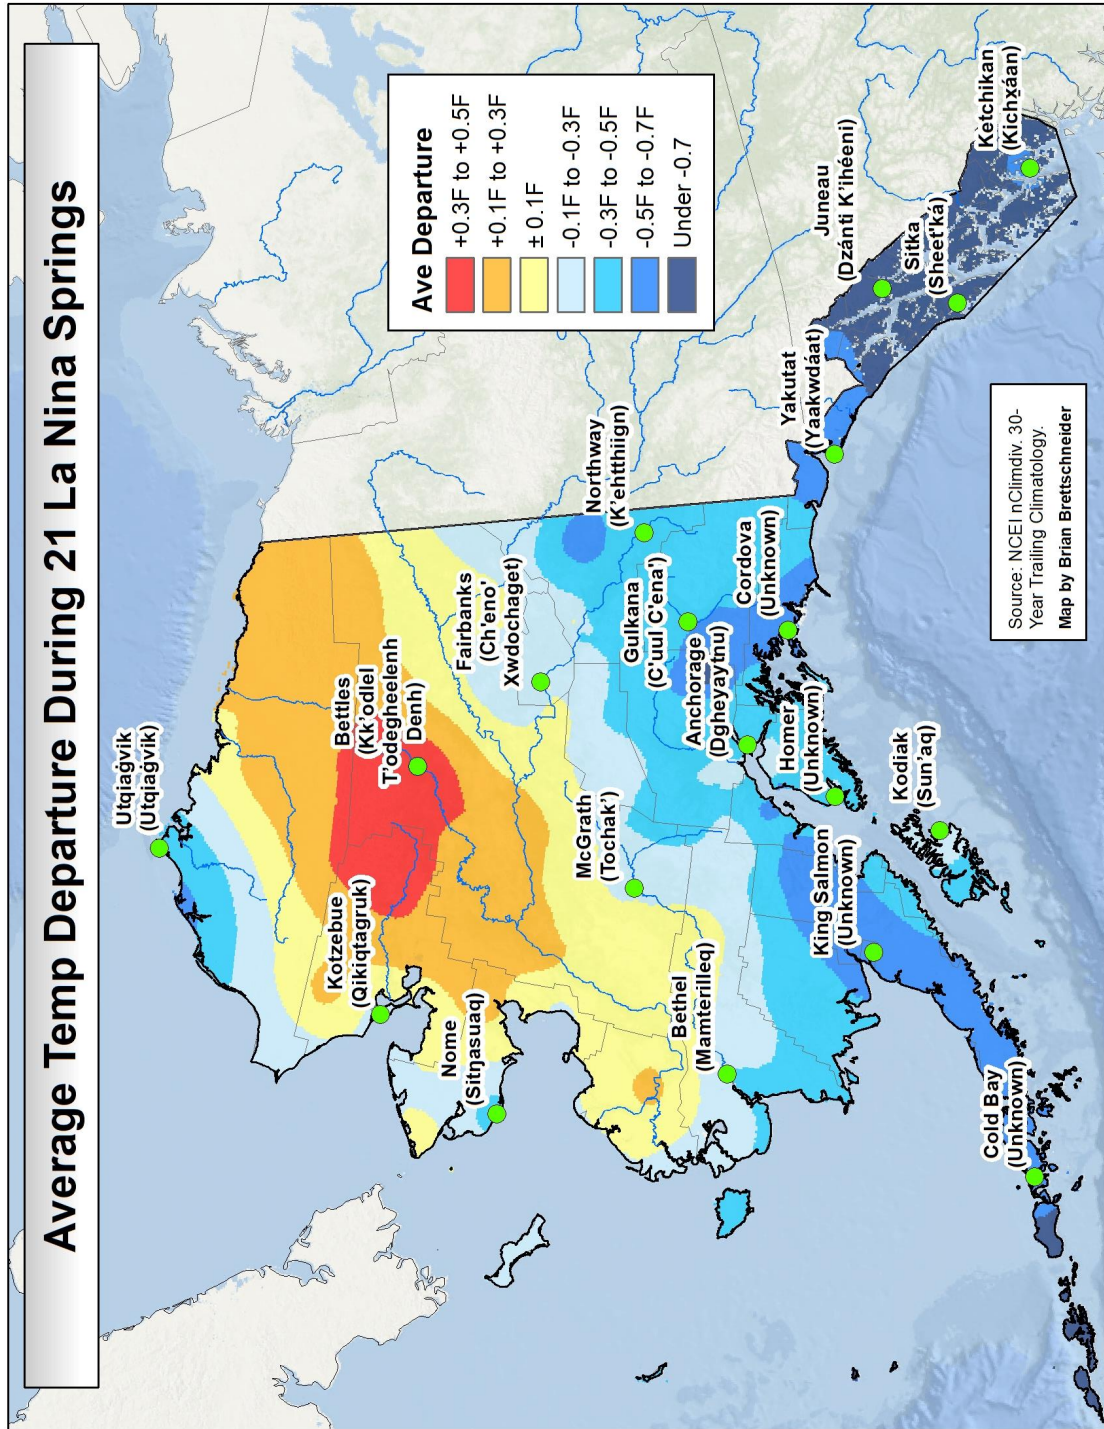 Average Temp Departure During 21 La Nina Springs
Utqiaġvik
(Utqiaġvik)
Kotzebue
(Qikiqtagruk)
Bettles
(Kk'odlel
T'odegheelenh
Denh)
Nome
(Sitŋasuaq)
Fairbanks
(Ch'eno'
Xwdochaget)
McGrath
(Tochak')
Northway
(K'ehtthiign)
Gulkana
(C'uul C'ena')
Bethel
(Mamterilleq)
Anchorage
(Dgheyaytnu)
Cordova
(Unknown)
Homer
(Unknown)
King Salmon
(Unknown)
Kodiak
(Sun'aq)
Cold Bay
(Unknown)
Yakutat
(Yaakwdáat)
Juneau
(Dzánti K'ihéeni)
Sitka
(Sheet'ká)
Ketchikan
(Kichxáan)
Ave Departure
+0.3F to +0.5F
+0.1F to +0.3F
± 0.1F
-0.1F to -0.3F
-0.3F to -0.5F
-0.5F to -0.7F
Under -0.7
Source: NCEI nClimdiv. 30-
Year Trailing Climatology.
Map by Brian Brettschneider